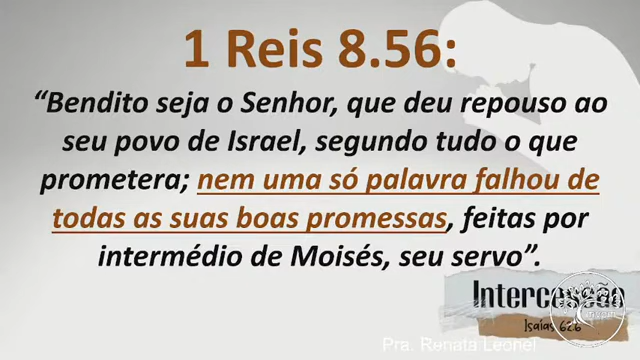 1 Reis 8.56:
“Bendito seja o Senhor, que deu repouso ao
seu povo de Israel, segundo tudo o que
prometera; nem uma só palavra falhou de
todas as suas boas promessas, feitas por
intermédio de Moisés, seu servo”.
Intercessão
Isaías 62.6
Pra. Renata Leonel